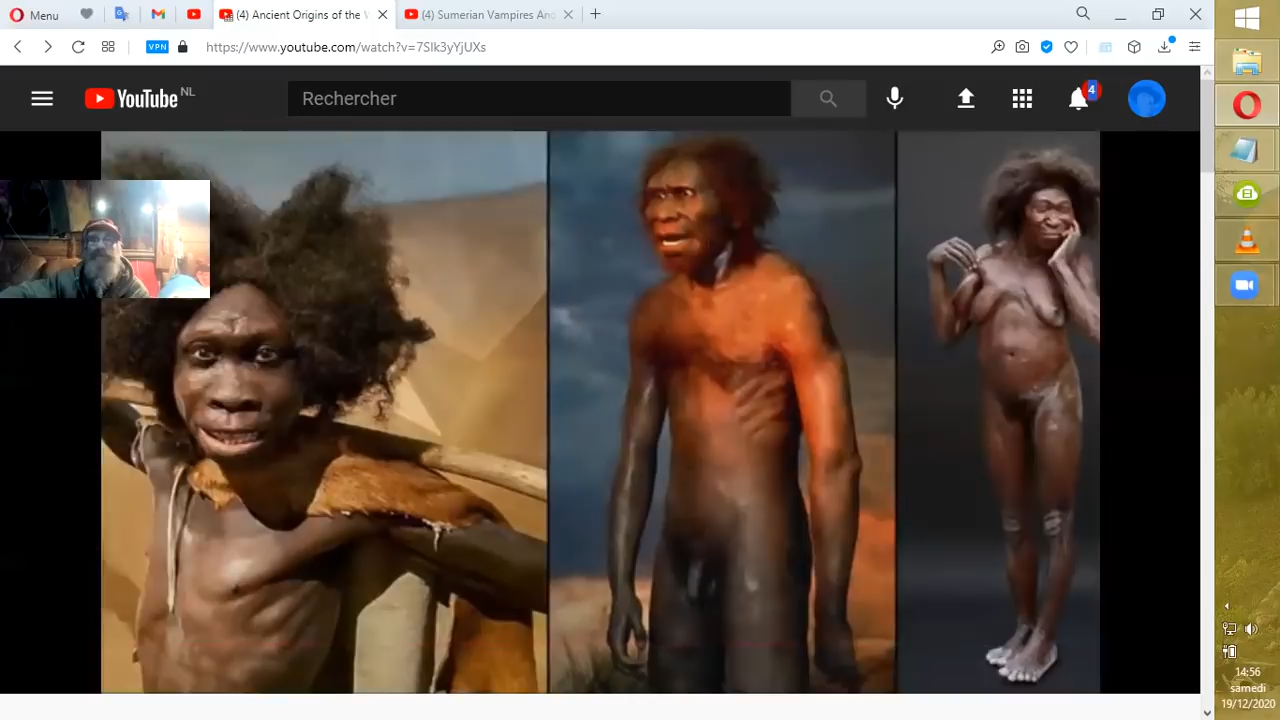 Menu
(4) Ancient Origins of the
(4) Sumerian Vampires And
VPN
https://www.youtube.com/watch?v=7SIk3yYjUXs
YouTube NL
Rechercher
4
14:56
samedi
19/12/2020